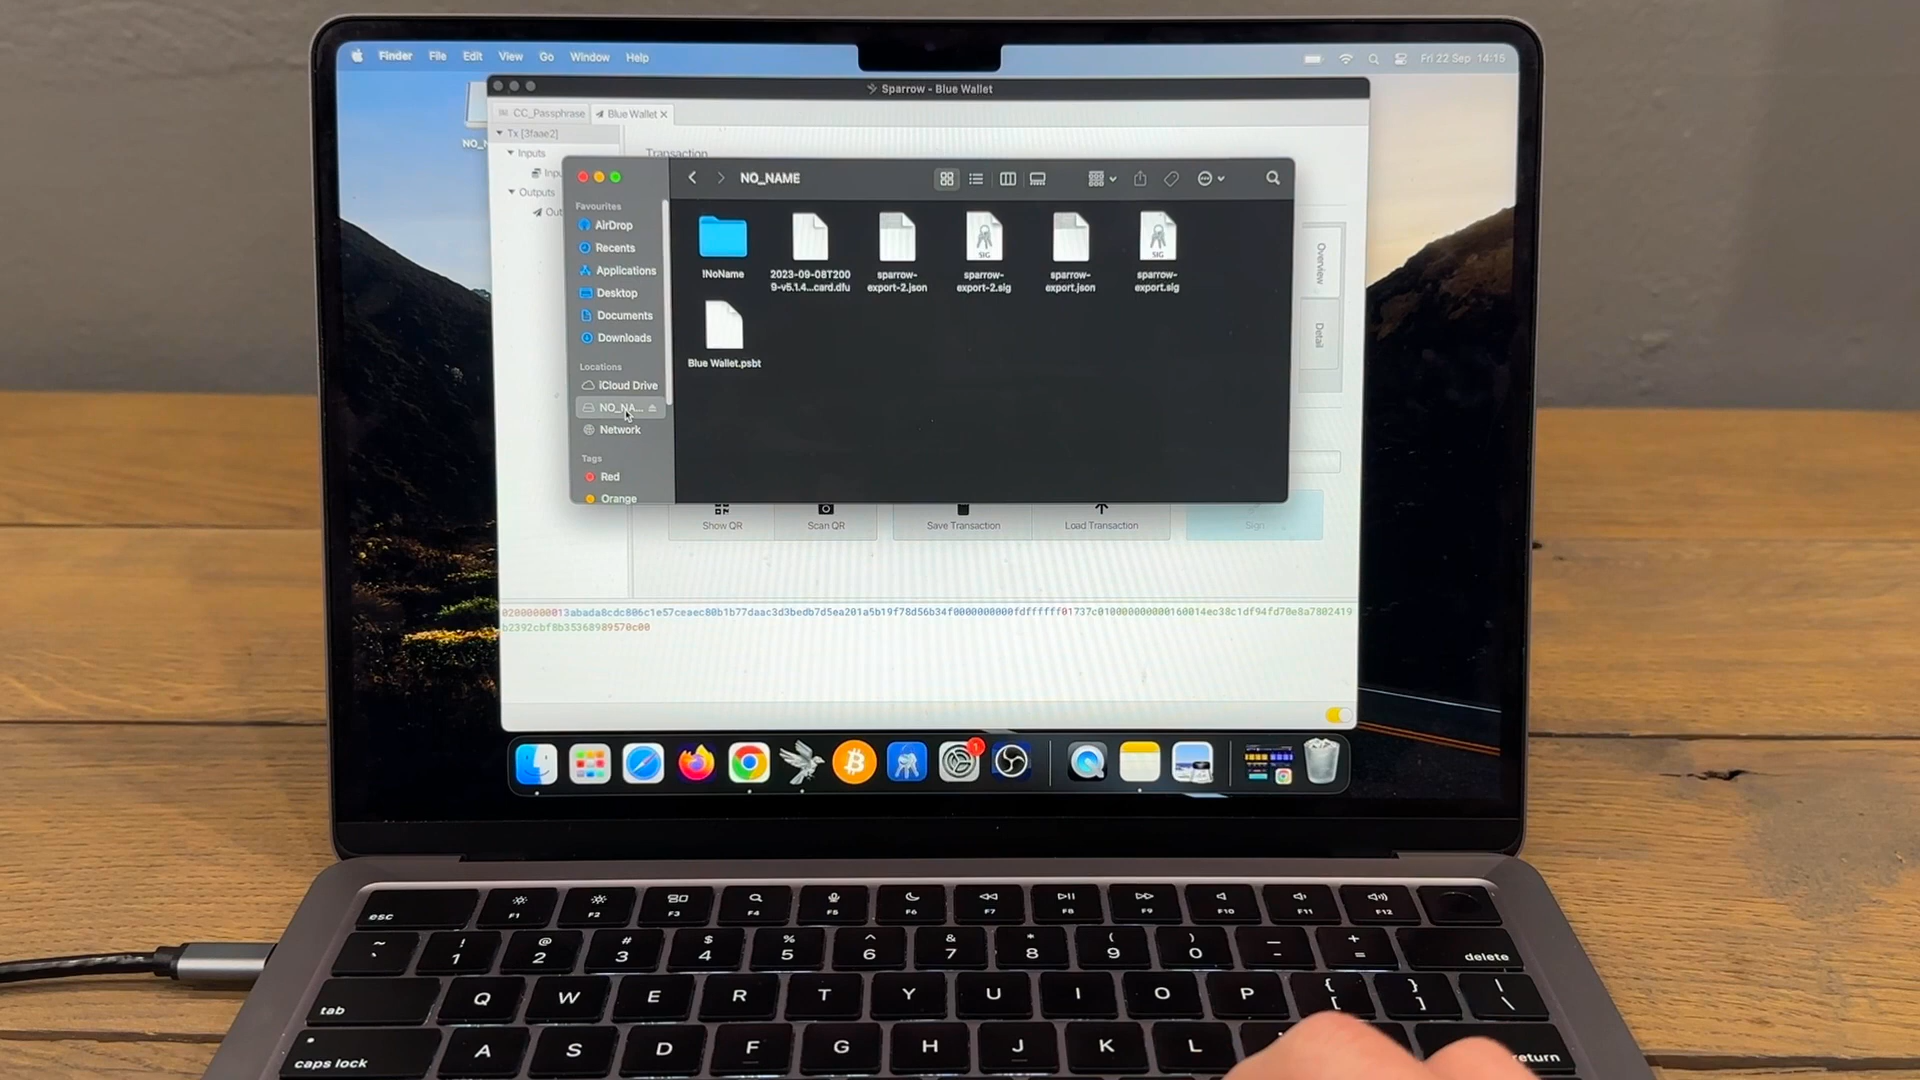 Finder File Edit View Go Window Help
Fri 22 Sep 14:15
Sparrow - Blue Wallet
CC_Passphrase
Blue Wallet
Tx [3faae2]
Inputs
Outputs
Transaction
NO_NAME
Favourites
AirDrop
Recents
Applications
Desktop
Documents
Downloads
Locations
iCloud Drive
NO_NA...
Network
Tags
Red
Orange
!NoName
2023-09-08T200
9-v5.1.4...card.dfu
sparrow-
export-2.json
sparrow-
export-2.sig
sparrow-
export.json
sparrow-
export.sig
SIG
SIG
Blue Wallet.psbt
Overview
Detail
Show QR
Scan QR
Save Transaction
Load Transaction
Sign
1
esc F1 F2 F3 F4 F5 F6 F7 F8 F9 F10 F11 F12
~ ! @ # $ % ^ & * ( ) — +
` 1 2 3 4 5 6 7 8 9 0 - = delete
tab Q W E R T Y U I O P { [ } ] | \
caps lock A S D F G H J K L return